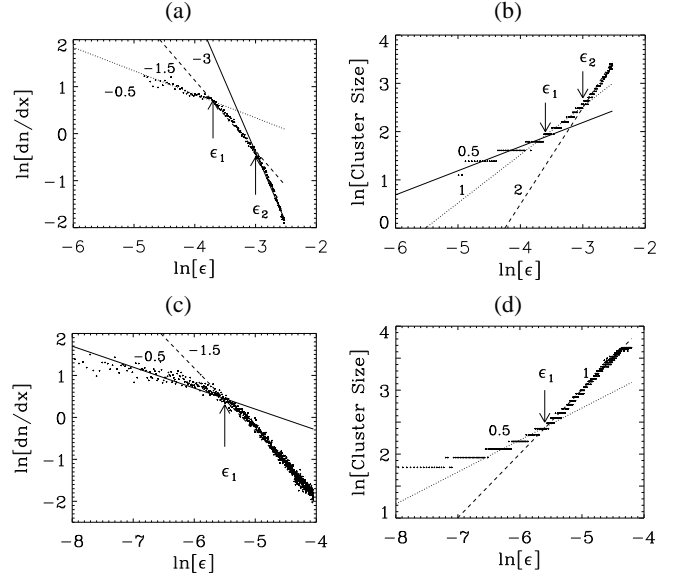 (a)
ln[dn/dx]
2
1
0
-1
-2
-0.5
-1.5
-3
ϵ1
ϵ2
-6 -5 -4 -3 -2
ln[ϵ]
(b)
ln[Cluster Size]
4
3
2
1
0
0.5
1
2
ϵ1
ϵ2
-6 -5 -4 -3 -2
ln[ϵ]
(c)
ln[dn/dx]
2
1
0
-1
-2
-0.5
-1.5
ϵ1
-8 -7 -6 -5 -4
ln[ϵ]
(d)
ln[Cluster Size]
4
3
2
1
0.5
1
ϵ1
-8 -7 -6 -5 -4
ln[ϵ]